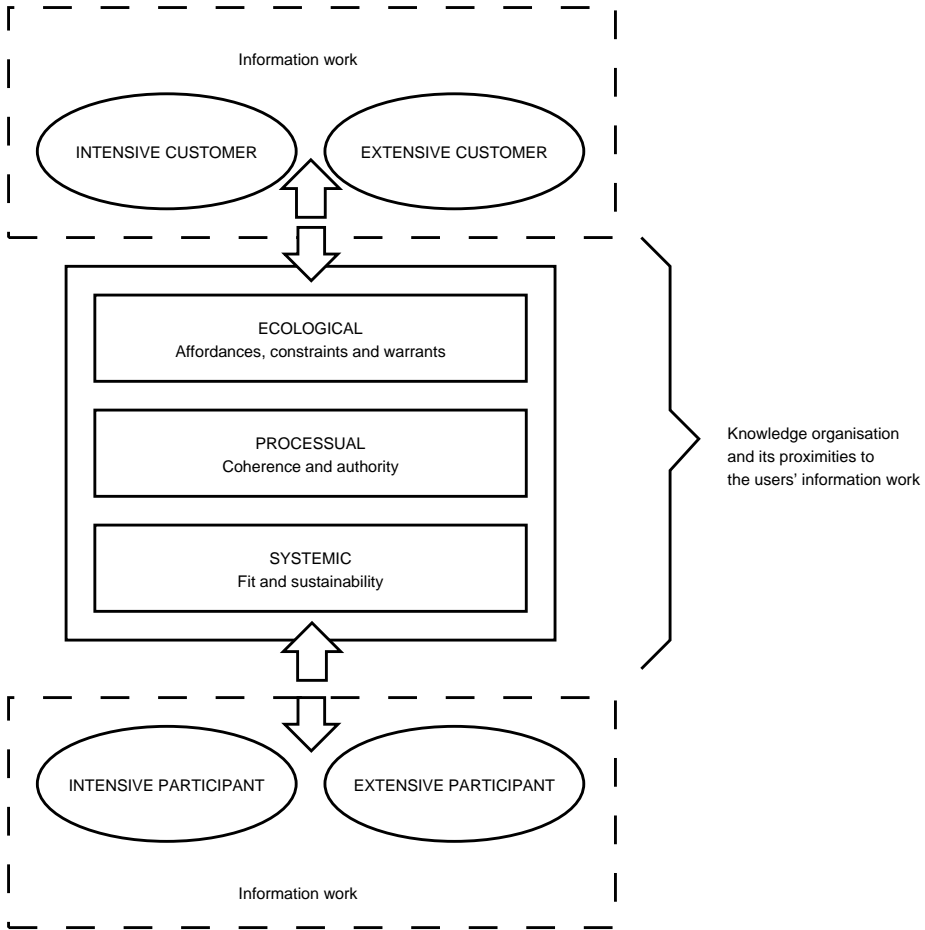 Information work
INTENSIVE CUSTOMER
EXTENSIVE CUSTOMER
ECOLOGICAL
Affordances, constraints and warrants
PROCESSUAL
Coherence and authority
SYSTEMIC
Fit and sustainability
Knowledge organisation
and its proximities to
the users’ information work
INTENSIVE PARTICIPANT
EXTENSIVE PARTICIPANT
Information work